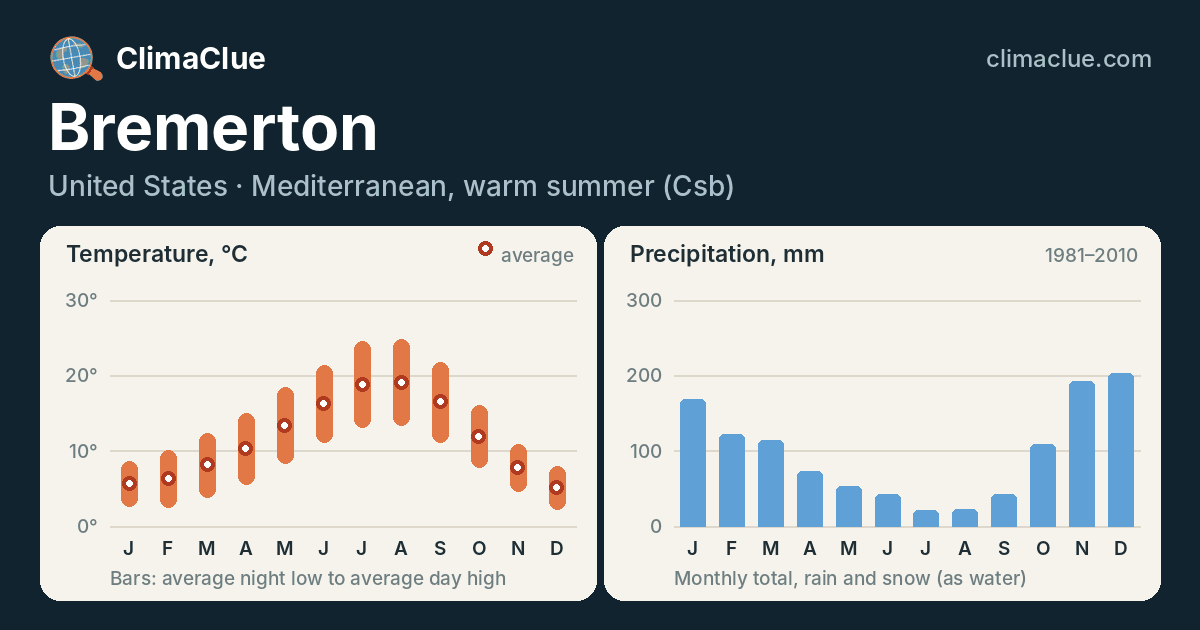 ClimaClue
climaclue.com
Bremerton
United States · Mediterranean, warm summer (Csb)
Temperature, °C
average
30°
20°
10°
0°
J F M A M J J A S O N D
Bars: average night low to average day high
Precipitation, mm
1981–2010
300
200
100
0
J F M A M J J A S O N D
Monthly total, rain and snow (as water)